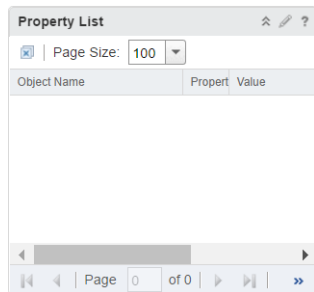 Property List ?
Page Size: 100
Object Name Propert Value
Page 0 of 0 »